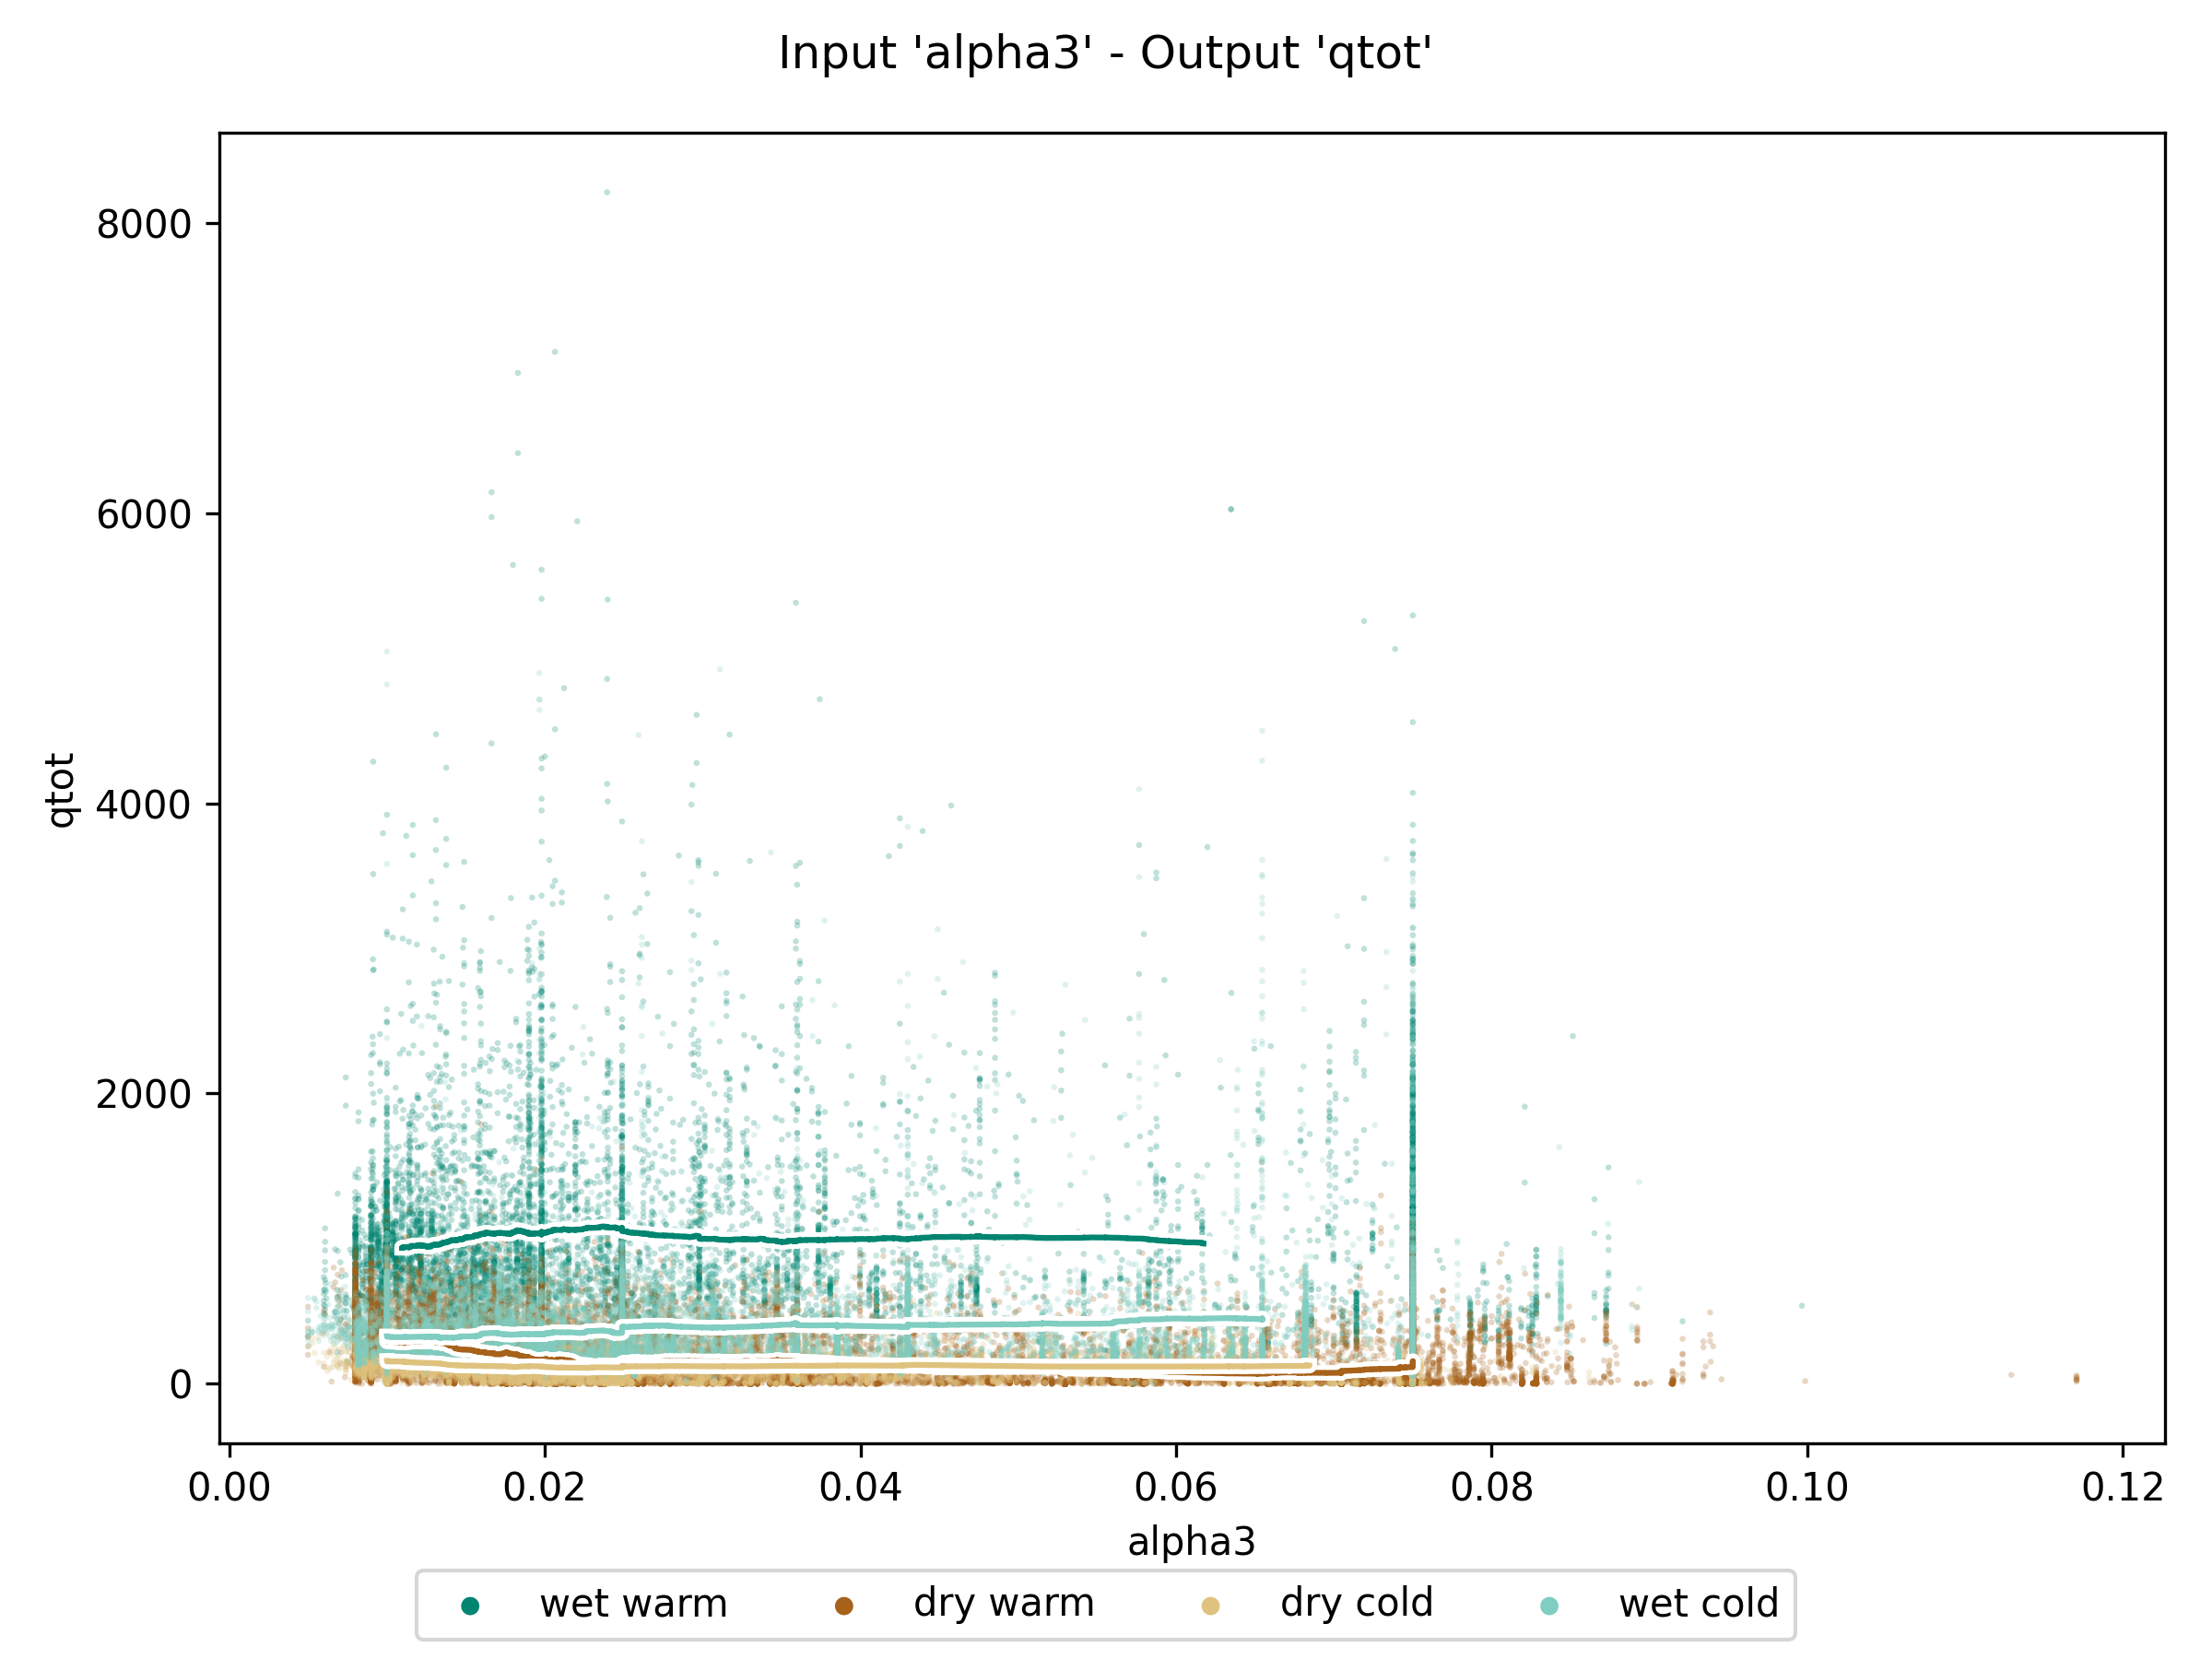 Input 'alpha3' - Output 'qtot'
8000
6000
4000
2000
0
qtot
0.00 0.02 0.04 0.06 0.08 0.10 0.12
alpha3
wet warm dry warm dry cold wet cold